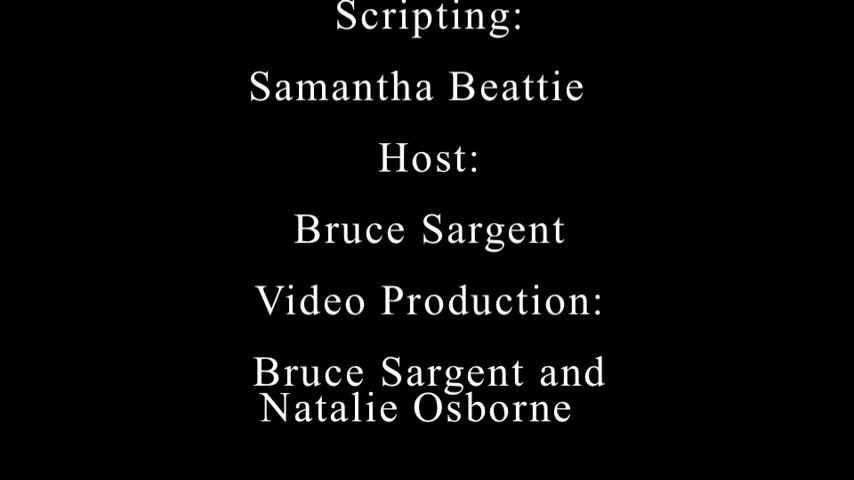 Scripting:
Samantha Beattie
Host:
Bruce Sargent
Video Production:
Bruce Sargent and
Natalie Osborne